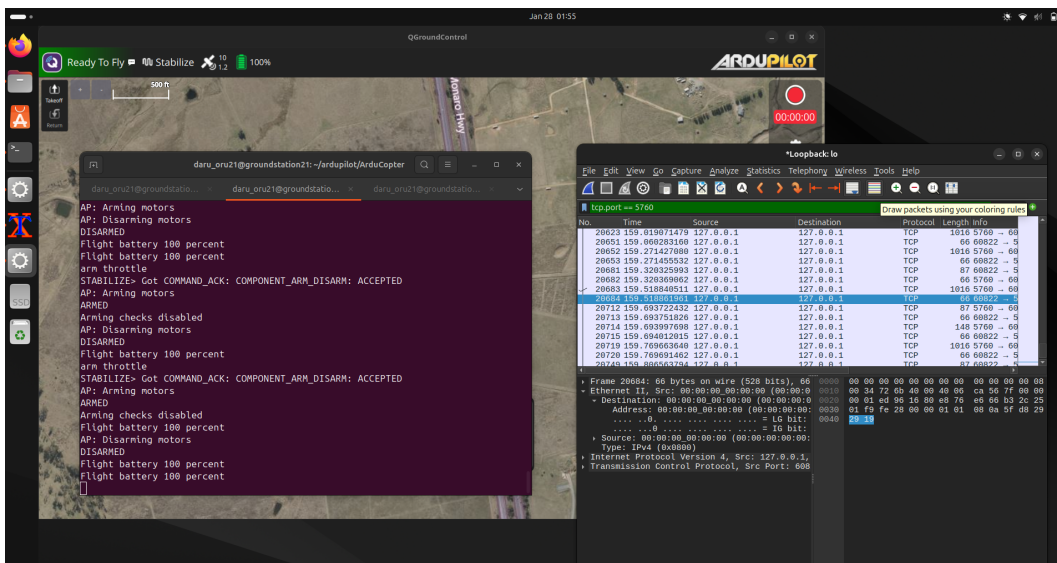 Jan 28 01:55
QGroundControl
Ready To Fly Stabilize 10 1.2 100%
ARDUPILOT
Takeoff
+ - 500 ft
Return
Monaro Hwy
00:00:00
daru_oru21@groundstation21: ~/ardupilot/ArduCopter
daru_oru21@groundstatio... × daru_oru21@groundstatio... × daru_oru21@groundstatio... ×
AP: Arming motors
AP: Disarming motors
DISARMED
Flight battery 100 percent
Flight battery 100 percent
arm throttle
STABILIZE> Got COMMAND_ACK: COMPONENT_ARM_DISARM: ACCEPTED
AP: Arming motors
ARMED
Arming checks disabled
AP: Disarming motors
DISARMED
Flight battery 100 percent
arm throttle
STABILIZE> Got COMMAND_ACK: COMPONENT_ARM_DISARM: ACCEPTED
AP: Arming motors
ARMED
Arming checks disabled
Flight battery 100 percent
AP: Disarming motors
DISARMED
Flight battery 100 percent
Flight battery 100 percent
SSD
*Loopback: lo
File Edit View Go Capture Analyze Statistics Telephony Wireless Tools Help
tcp.port == 5760
Draw packets using your coloring rules
No. Time Source Destination Protocol Length Info
20623 159.019071479 127.0.0.1 127.0.0.1 TCP 1016 5760 → 60
20651 159.060283160 127.0.0.1 127.0.0.1 TCP 66 60822 → 5
20652 159.271427080 127.0.0.1 127.0.0.1 TCP 1016 5760 → 60
20653 159.271455532 127.0.0.1 127.0.0.1 TCP 66 60822 → 5
20681 159.320325993 127.0.0.1 127.0.0.1 TCP 87 60822 → 5
20682 159.320369062 127.0.0.1 127.0.0.1 TCP 66 5760 → 60
20683 159.518840511 127.0.0.1 127.0.0.1 TCP 1016 5760 → 60
20684 159.518861961 127.0.0.1 127.0.0.1 TCP 66 60822 → 5
20712 159.693722432 127.0.0.1 127.0.0.1 TCP 87 5760 → 60
20713 159.693751826 127.0.0.1 127.0.0.1 TCP 66 60822 → 5
20714 159.693997698 127.0.0.1 127.0.0.1 TCP 148 5760 → 60
20715 159.694012015 127.0.0.1 127.0.0.1 TCP 66 60822 → 5
20719 159.769663640 127.0.0.1 127.0.0.1 TCP 1016 5760 → 60
20720 159.769691462 127.0.0.1 127.0.0.1 TCP 66 60822 → 5
20749 159.806563794 127.0.0.1 127.0.0.1 TCP 87 60822 → 5
Frame 20684: 66 bytes on wire (528 bits), 66
Ethernet II, Src: 00:00:00_00:00:00 (00:00:0
Destination: 00:00:00_00:00:00 (00:00:00:
Address: 00:00:00_00:00:00 (00:00:00:
.... ..0. .... .... .... .... = LG bit:
.... ...0 .... .... .... .... = IG bit:
Source: 00:00:00_00:00:00 (00:00:00:00:00:
Type: IPv4 (0x0800)
Internet Protocol Version 4, Src: 127.0.0.1,
Transmission Control Protocol, Src Port: 608
0000 00 00 00 00 00 00 00 00 00 00 00 00 08
0010 00 34 72 6b 40 00 40 06 ca 56 7f 00 00
0020 00 01 ed 96 16 80 e8 76 e6 66 b3 2c 25
0030 01 f9 fe 28 00 00 01 01 08 0a 5f d8 29
0040 29 19